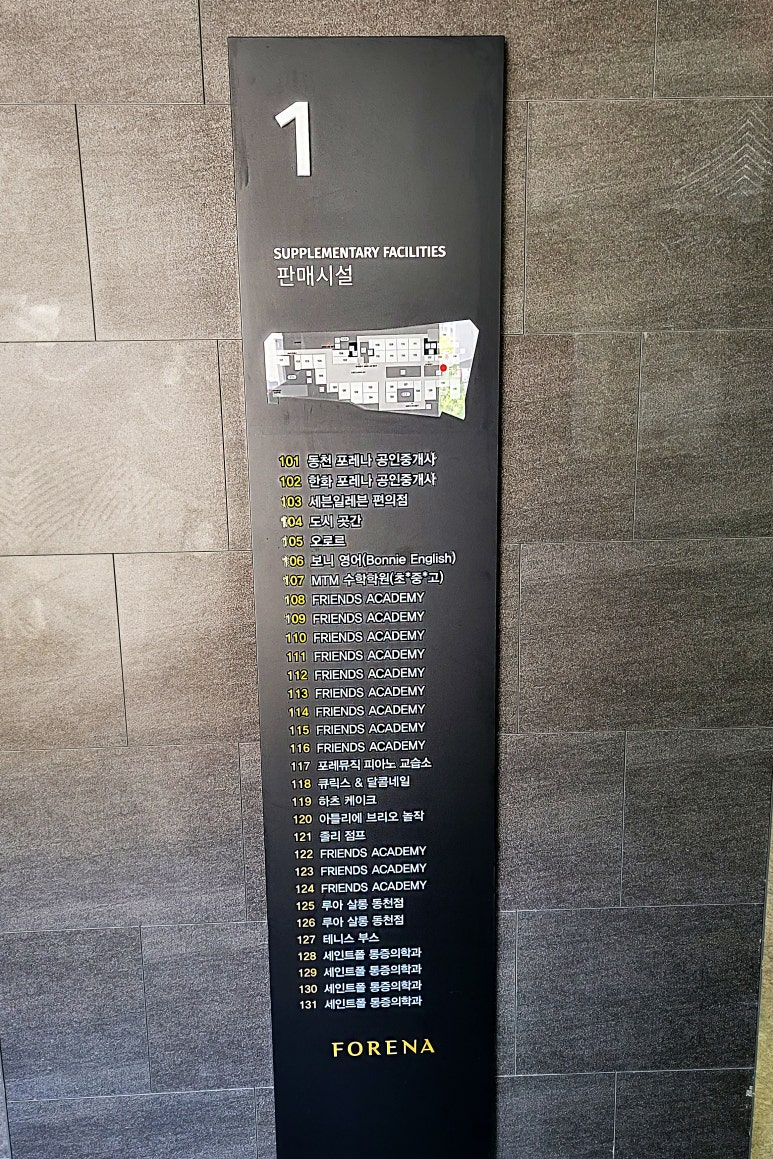 1
SUPPLEMENTARY FACILITIES
판매시설
101 동천 포레나 공인중개사
102 한화 포레나 공인중개사
103 세븐일레븐 편의점
104 도시 곳간
105 오로르
106 보니 영어(Bonnie English)
107 MTM 수학학원(초*중*고)
108 FRIENDS ACADEMY
109 FRIENDS ACADEMY
110 FRIENDS ACADEMY
111 FRIENDS ACADEMY
112 FRIENDS ACADEMY
113 FRIENDS ACADEMY
114 FRIENDS ACADEMY
115 FRIENDS ACADEMY
116 FRIENDS ACADEMY
117 포레뮤직 피아노 교습소
118 큐릭스 & 달콤네일
119 하츠 케이크
120 아틀리에 브리오 놀작
121 졸리 점프
122 FRIENDS ACADEMY
123 FRIENDS ACADEMY
124 FRIENDS ACADEMY
125 루아 살롱 동천점
126 루아 살롱 동천점
127 테니스 부스
128 세인트폴 통증의학과
129 세인트폴 통증의학과
130 세인트폴 통증의학과
131 세인트폴 통증의학과
FORENA